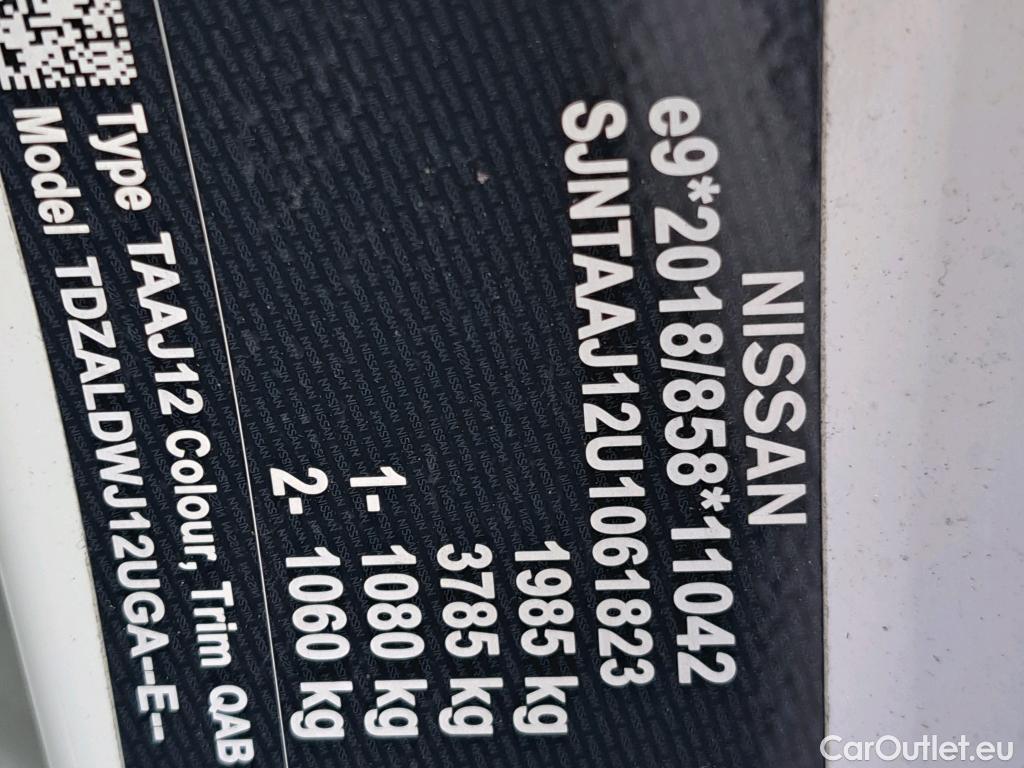 NISSAN
e9*2018/858*11042
SJNTAAJ12U1061823
1985 kg
3785 kg
1- 1080 kg
2- 1060 kg
Type TAAJ12 Colour, Trim QAB
Model TDZALDWJ12UGA--E--
CarOutlet.eu